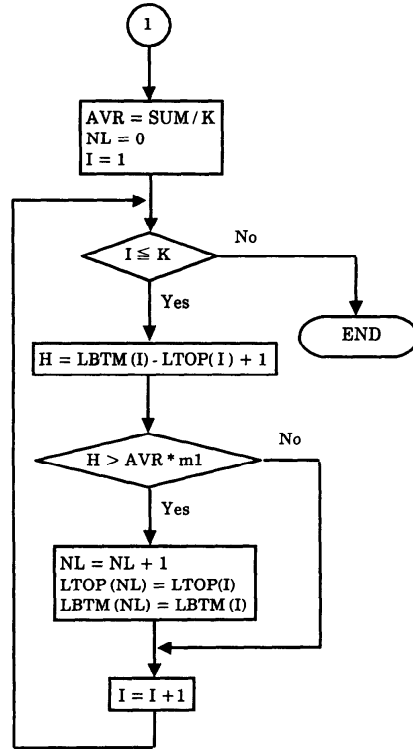 1
AVR = SUM / K
NL = 0
I = 1
I ≦ K
No
Yes
END
H = LBTM (I) - LTOP( I ) + 1
H > AVR * m1
No
Yes
NL = NL + 1
LTOP (NL) = LTOP(I)
LBTM (NL) = LBTM (I)
I = I + 1